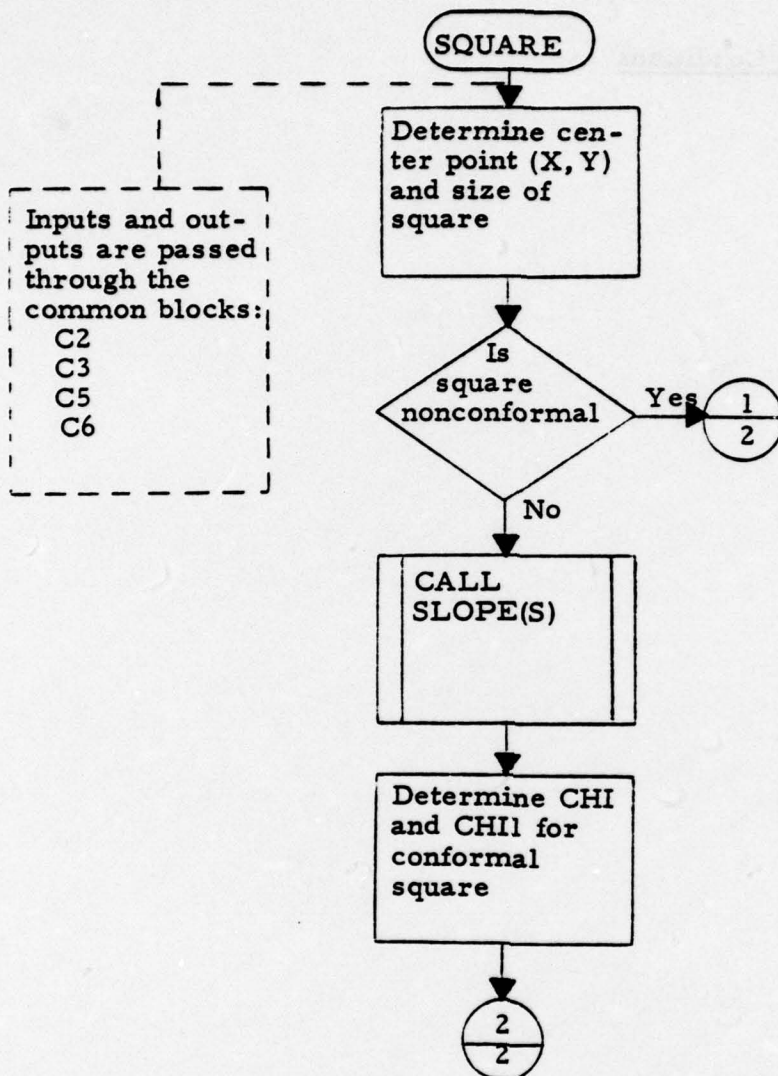 SQUARE
Determine cen-
ter point (X, Y)
and size of
square
Inputs and out-
puts are passed
through the
common blocks:
C2
C3
C5
C6
Is
square
nonconformal
Yes
1
2
No
CALL
SLOPE(S)
Determine CHI
and CHI1 for
conformal
square
2
2